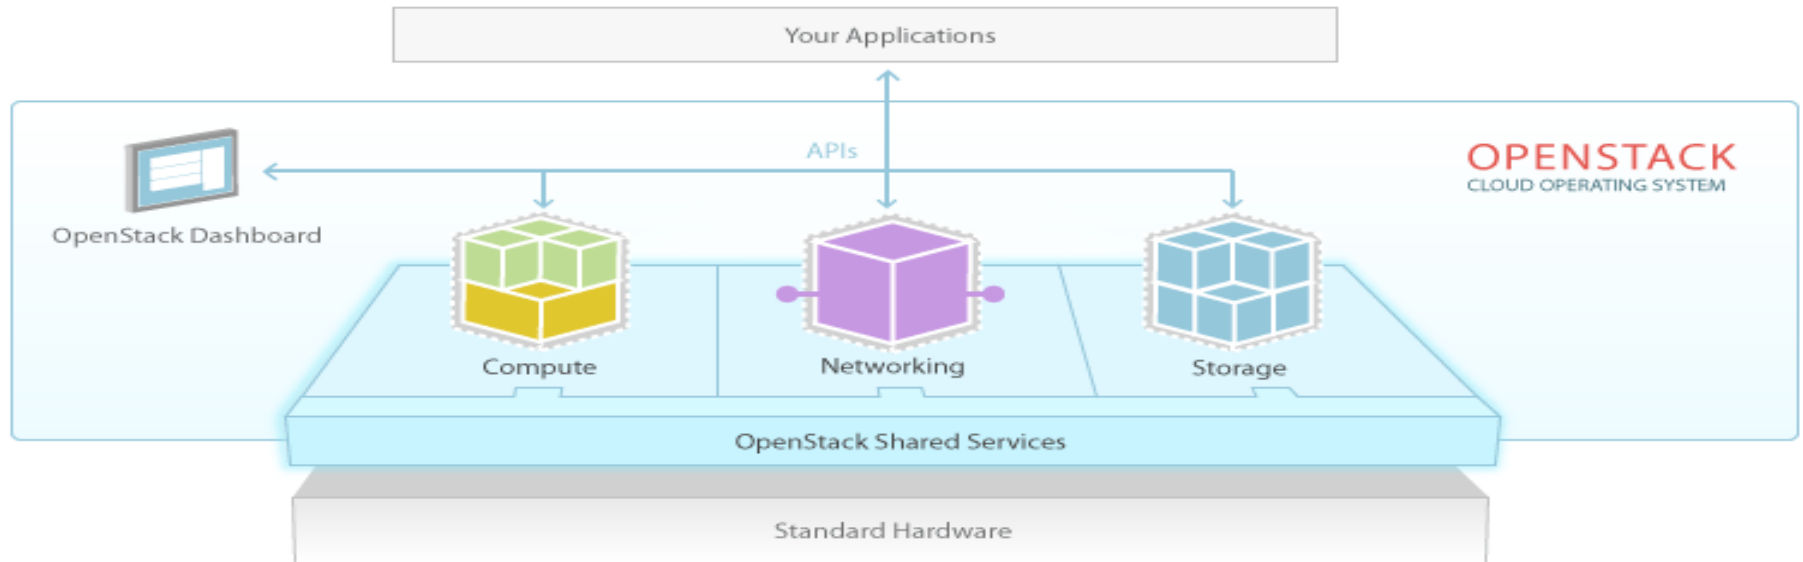 Your Applications
APIs
OPENSTACK
CLOUD OPERATING SYSTEM
OpenStack Dashboard
Compute
Networking
Storage
OpenStack Shared Services
Standard Hardware